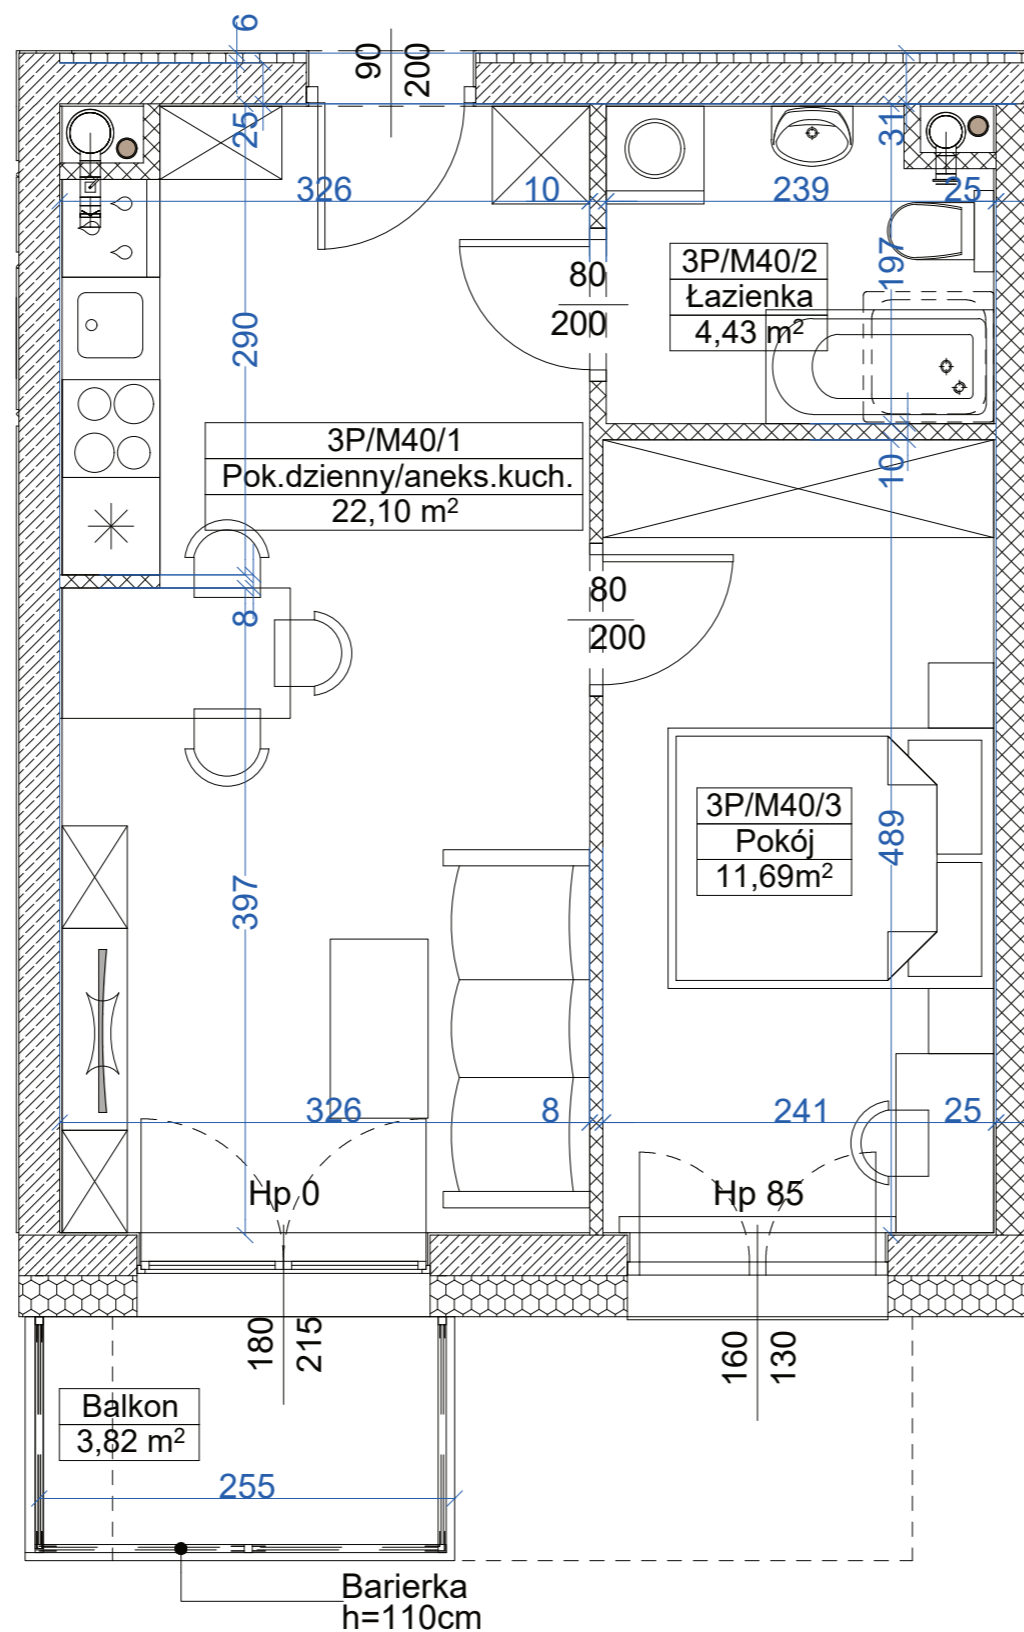 6
90
200
25
31
326
10
239
25
80
200
3P/M40/2
Łazienka
4,43 m²
197
290
3P/M40/1
Pok.dzienny/aneks.kuch.
22,10 m²
10
8
80
200
3P/M40/3
Pokój
11,69m²
489
397
326
8
241
25
Hp 0
Hp 85
180
215
160
130
Balkon
3,82 m²
255
Barierka
h=110cm